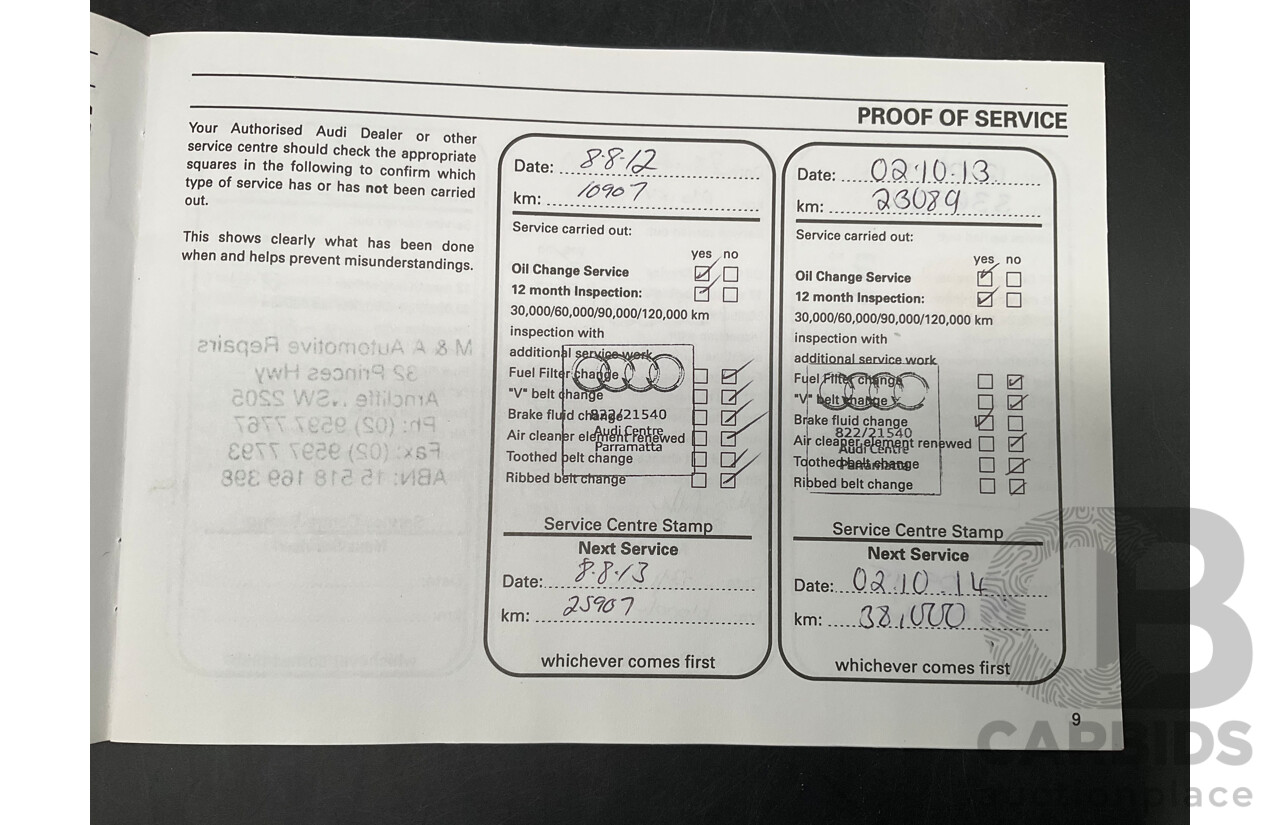 PROOF OF SERVICE
Your Authorised Audi Dealer or other
service centre should check the appropriate
squares in the following to confirm which
type of service has or has not been carried
out.
This shows clearly what has been done
when and helps prevent misunderstandings.
M & A Automotive Repairs
32 Princes Hwy
Arncliffe NSW 2205
Ph: (02) 9597 7767
Fax: (02) 9597 7793
ABN: 15 518 169 398
Date: 8.8.12
km: 10907
Service carried out:
yes no
Oil Change Service
12 month Inspection:
30,000/60,000/90,000/120,000 km
inspection with
additional service work
Fuel Filter change
"V" belt change
Brake fluid change
Air cleaner element renewed
Toothed belt change
Ribbed belt change
822/21540
Audi Centre
Parramatta
Service Centre Stamp
Next Service
Date: 8.8.13
km: 25907
whichever comes first
Date: 02.10.13
km: 23089
Service carried out:
yes no
Oil Change Service
12 month Inspection:
30,000/60,000/90,000/120,000 km
inspection with
additional service work
Fuel Filter change
"V" belt change
Brake fluid change
Air cleaner element renewed
Toothed belt change
Ribbed belt change
822/21540
Audi Centre
Parramatta
Service Centre Stamp
Next Service
Date: 02.10.14
km: 38,000
whichever comes first
9
CARBIDS
auctionplace